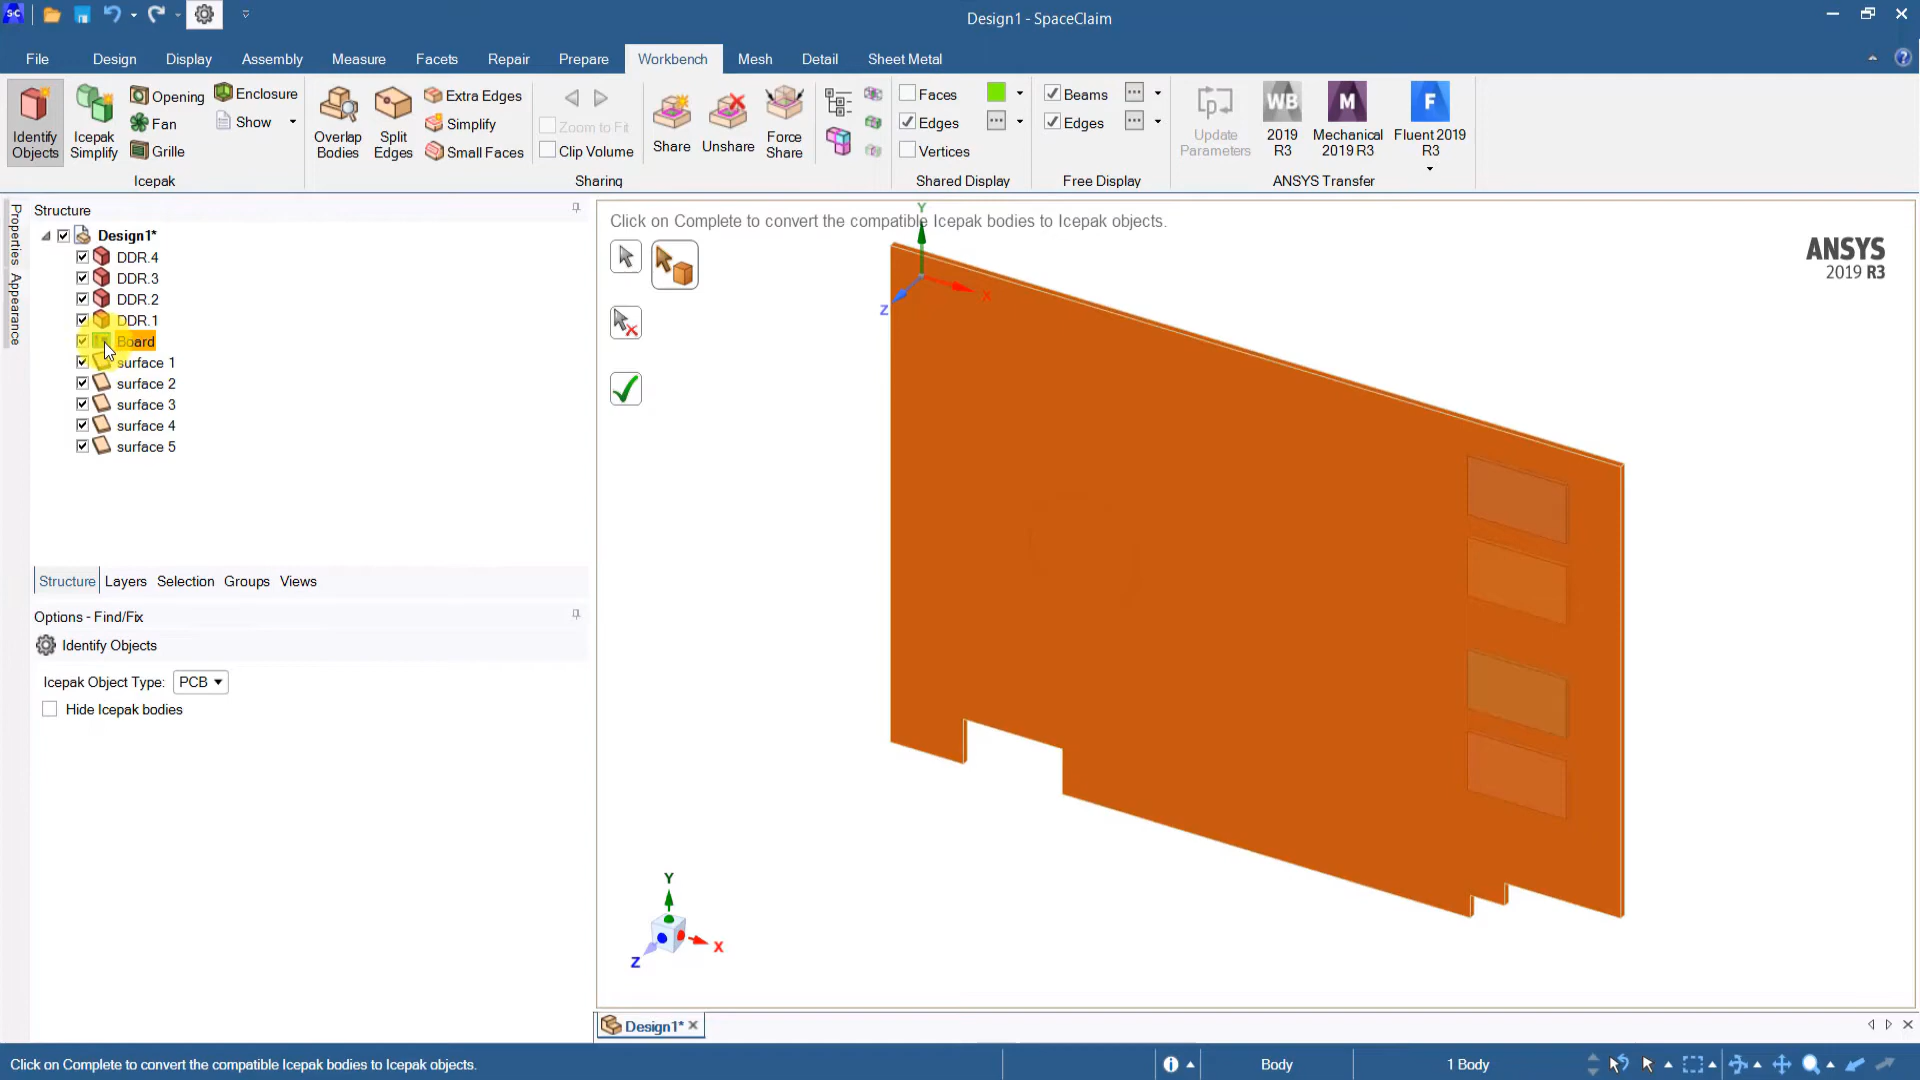 Design1 - SpaceClaim
File
Design
Display
Assembly
Measure
Facets
Repair
Prepare
Workbench
Mesh
Detail
Sheet Metal
Identify
Objects
Icepak
Simplify
Opening
Fan
Grille
Enclosure
Show
Icepak
Overlap
Bodies
Split
Edges
Extra Edges
Simplify
Small Faces
Zoom to Fit
Clip Volume
Share
Unshare
Force
Share
Sharing
Faces
Edges
Vertices
Shared Display
Beams
Edges
Free Display
Update
Parameters
WB
2019
R3
M
Mechanical
2019 R3
F
Fluent 2019
R3
ANSYS Transfer
Properties
Appearance
Structure
Design1*
DDR.4
DDR.3
DDR.2
DDR.1
Board
surface 1
surface 2
surface 3
surface 4
surface 5
Structure
Layers
Selection
Groups
Views
Options - Find/Fix
Identify Objects
Icepak Object Type: PCB
Hide Icepak bodies
Click on Complete to convert the compatible Icepak bodies to Icepak objects.
ANSYS
2019 R3
Y
X
Z
Y
X
Z
Design1*
Click on Complete to convert the compatible Icepak bodies to Icepak objects.
Body
1 Body